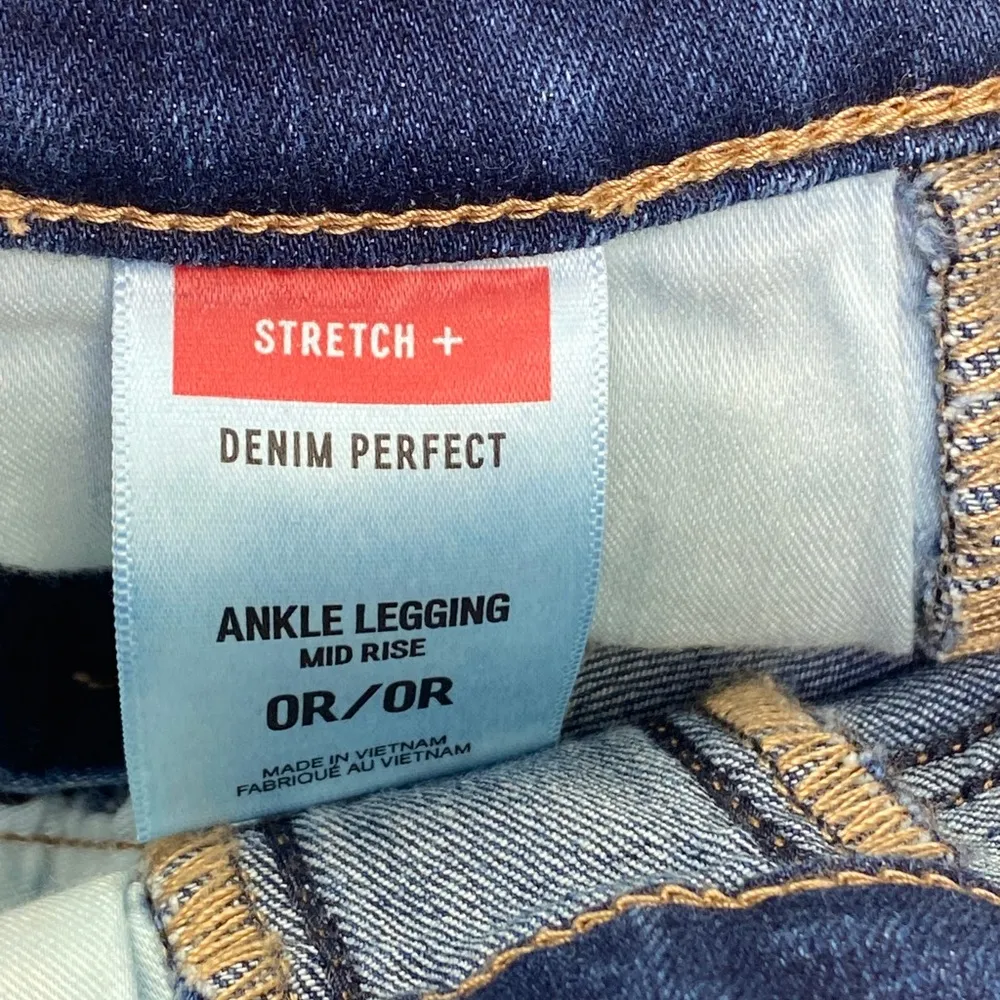 STRETCH +
DENIM PERFECT
ANKLE LEGGING
MID RISE
0R/0R
MADE IN VIETNAM
FABRIQUÉ AU VIETNAM